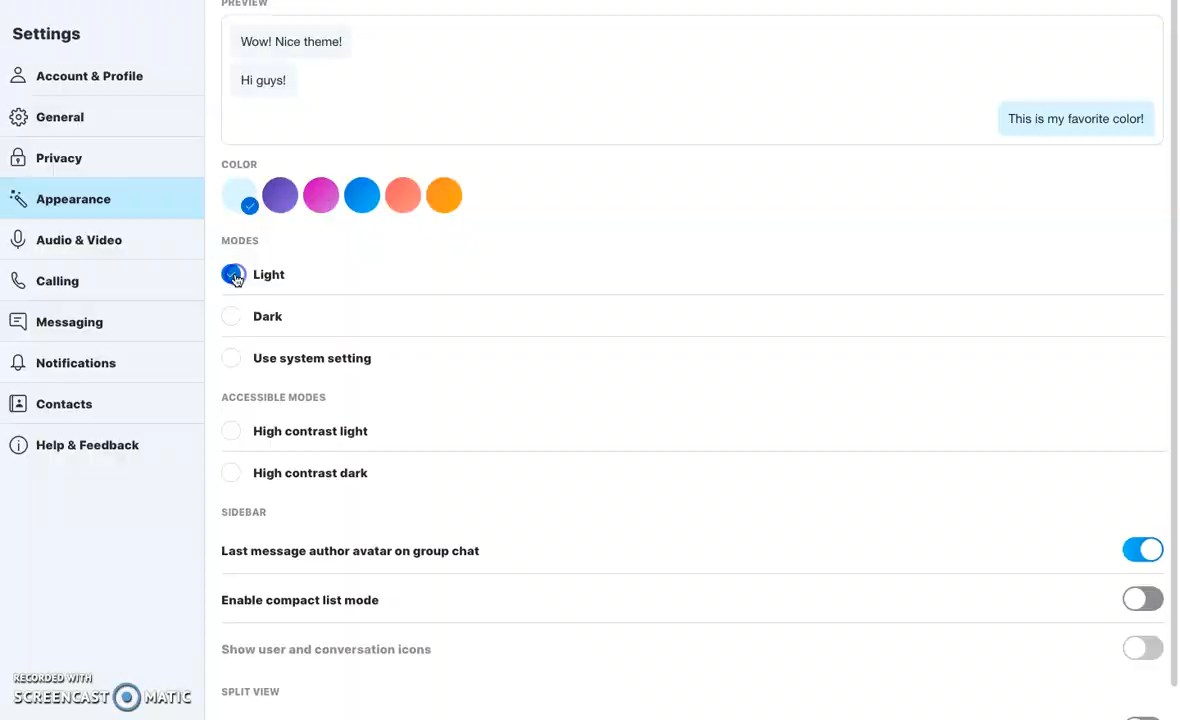 PREVIEW
Settings
Wow! Nice theme!
Hi guys!
This is my favorite color!
Account & Profile
General
Privacy
Appearance
Audio & Video
Calling
Messaging
Notifications
Contacts
Help & Feedback
COLOR
MODES
Light
Dark
Use system setting
ACCESSIBLE MODES
High contrast light
High contrast dark
SIDEBAR
Last message author avatar on group chat
Enable compact list mode
Show user and conversation icons
SPLIT VIEW
RECORDED WITH
SCREENCAST MATIC